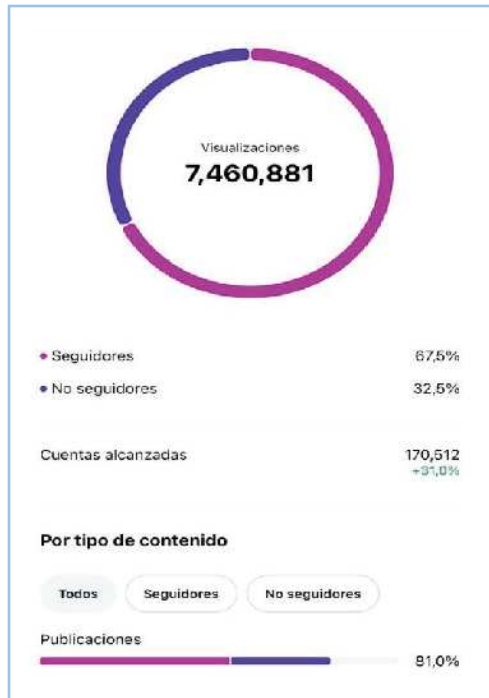 Visualizaciones
7,460,881
Seguidores 67,5%
No seguidores 32,5%
Cuentas alcanzadas 170,512
+31,0%
Por tipo de contenido
Todos Seguidores No seguidores
Publicaciones
81,0%